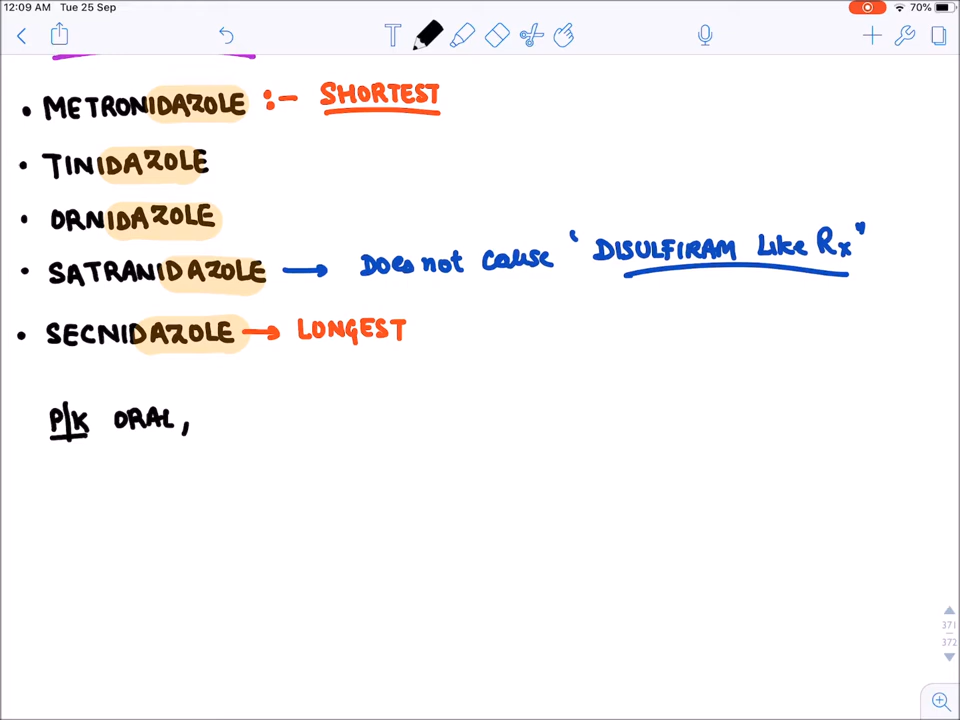 12:09 AM Tue 25 Sep 70%
T
• METRONIDAZOLE :- SHORTEST
• TINIDAZOLE
• ORNIDAZOLE
• SATRANIDAZOLE → Does not cause "DISULFIRAM Like Rx"
• SECNIDAZOLE → LONGEST
P/K ORAL,
371
372